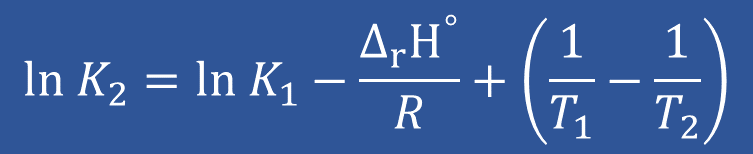 ln K₂ = ln K₁ − ΔᵣH°/R + (1/T₁ − 1/T₂)